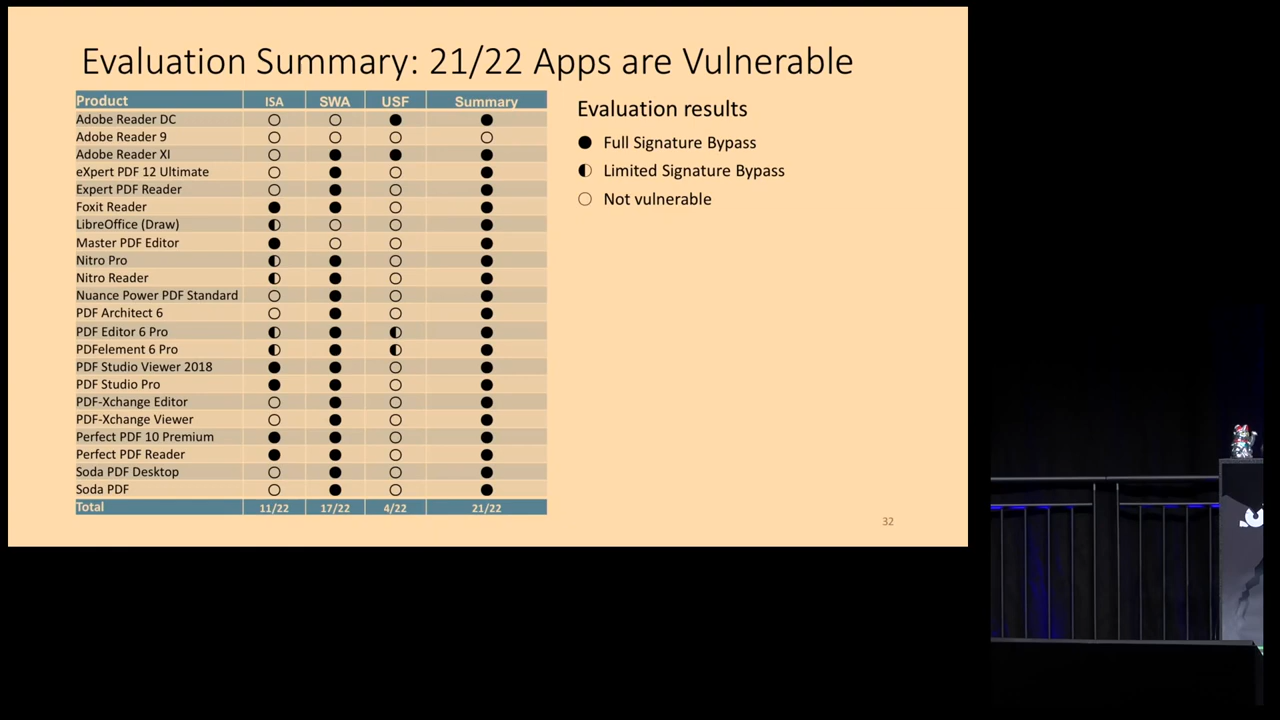 Evaluation Summary: 21/22 Apps are Vulnerable
Product ISA SWA USF Summary
Adobe Reader DC ○ ○ ● ●
Adobe Reader 9 ○ ○ ○ ○
Adobe Reader XI ○ ● ● ●
eXpert PDF 12 Ultimate ○ ● ○ ●
Expert PDF Reader ○ ● ○ ●
Foxit Reader ● ● ○ ●
LibreOffice (Draw) ◐ ○ ○ ●
Master PDF Editor ● ○ ○ ●
Nitro Pro ◐ ● ○ ●
Nitro Reader ◐ ● ○ ●
Nuance Power PDF Standard ○ ● ○ ●
PDF Architect 6 ○ ● ○ ●
PDF Editor 6 Pro ◐ ● ◐ ●
PDFelement 6 Pro ◐ ● ◐ ●
PDF Studio Viewer 2018 ● ● ○ ●
PDF Studio Pro ● ● ○ ●
PDF-Xchange Editor ○ ● ○ ●
PDF-Xchange Viewer ○ ● ○ ●
Perfect PDF 10 Premium ● ● ○ ●
Perfect PDF Reader ● ● ○ ●
Soda PDF Desktop ○ ● ○ ●
Soda PDF ○ ● ○ ●
Total 11/22 17/22 4/22 21/22
Evaluation results
● Full Signature Bypass
◐ Limited Signature Bypass
○ Not vulnerable
32